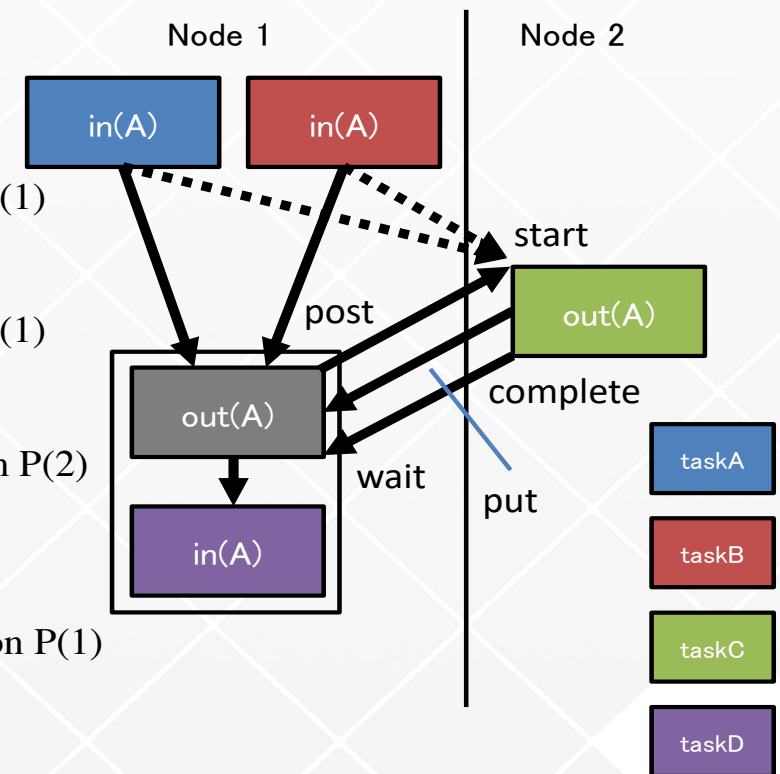 Node 1
Node 2
in(A)
in(A)
(1)
start
post
out(A)
(1)
out(A)
complete
n P(2)
wait
put
in(A)
on P(1)
taskA
taskB
taskC
taskD